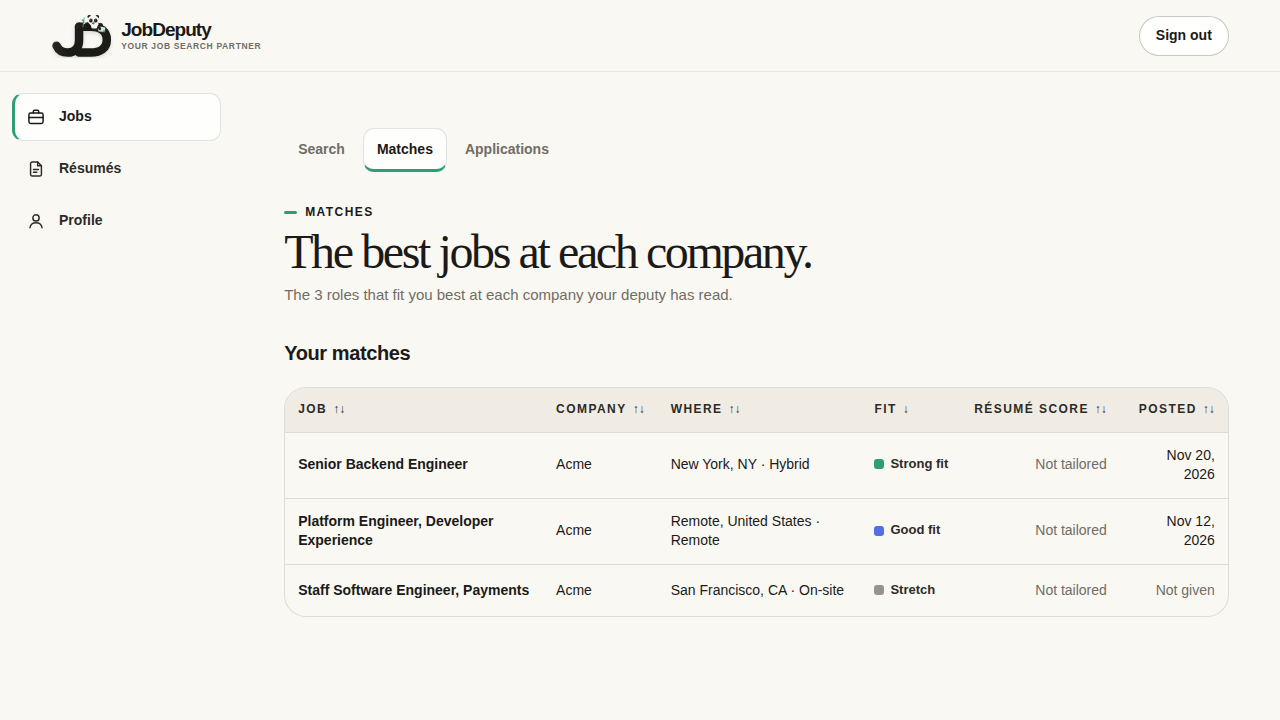 JobDeputy
YOUR JOB SEARCH PARTNER
Sign out
Jobs
Résumés
Profile
Search Matches Applications
MATCHES
The best jobs at each company.
The 3 roles that fit you best at each company your deputy has read.
Your matches
JOB ↑↓ COMPANY ↑↓ WHERE ↑↓ FIT ↓ RÉSUMÉ SCORE ↑↓ POSTED ↑↓
Senior Backend Engineer Acme New York, NY · Hybrid Strong fit Not tailored Nov 20,
2026
Platform Engineer, Developer
Experience Acme Remote, United States ·
Remote Good fit Not tailored Nov 12,
2026
Staff Software Engineer, Payments Acme San Francisco, CA · On-site Stretch Not tailored Not given